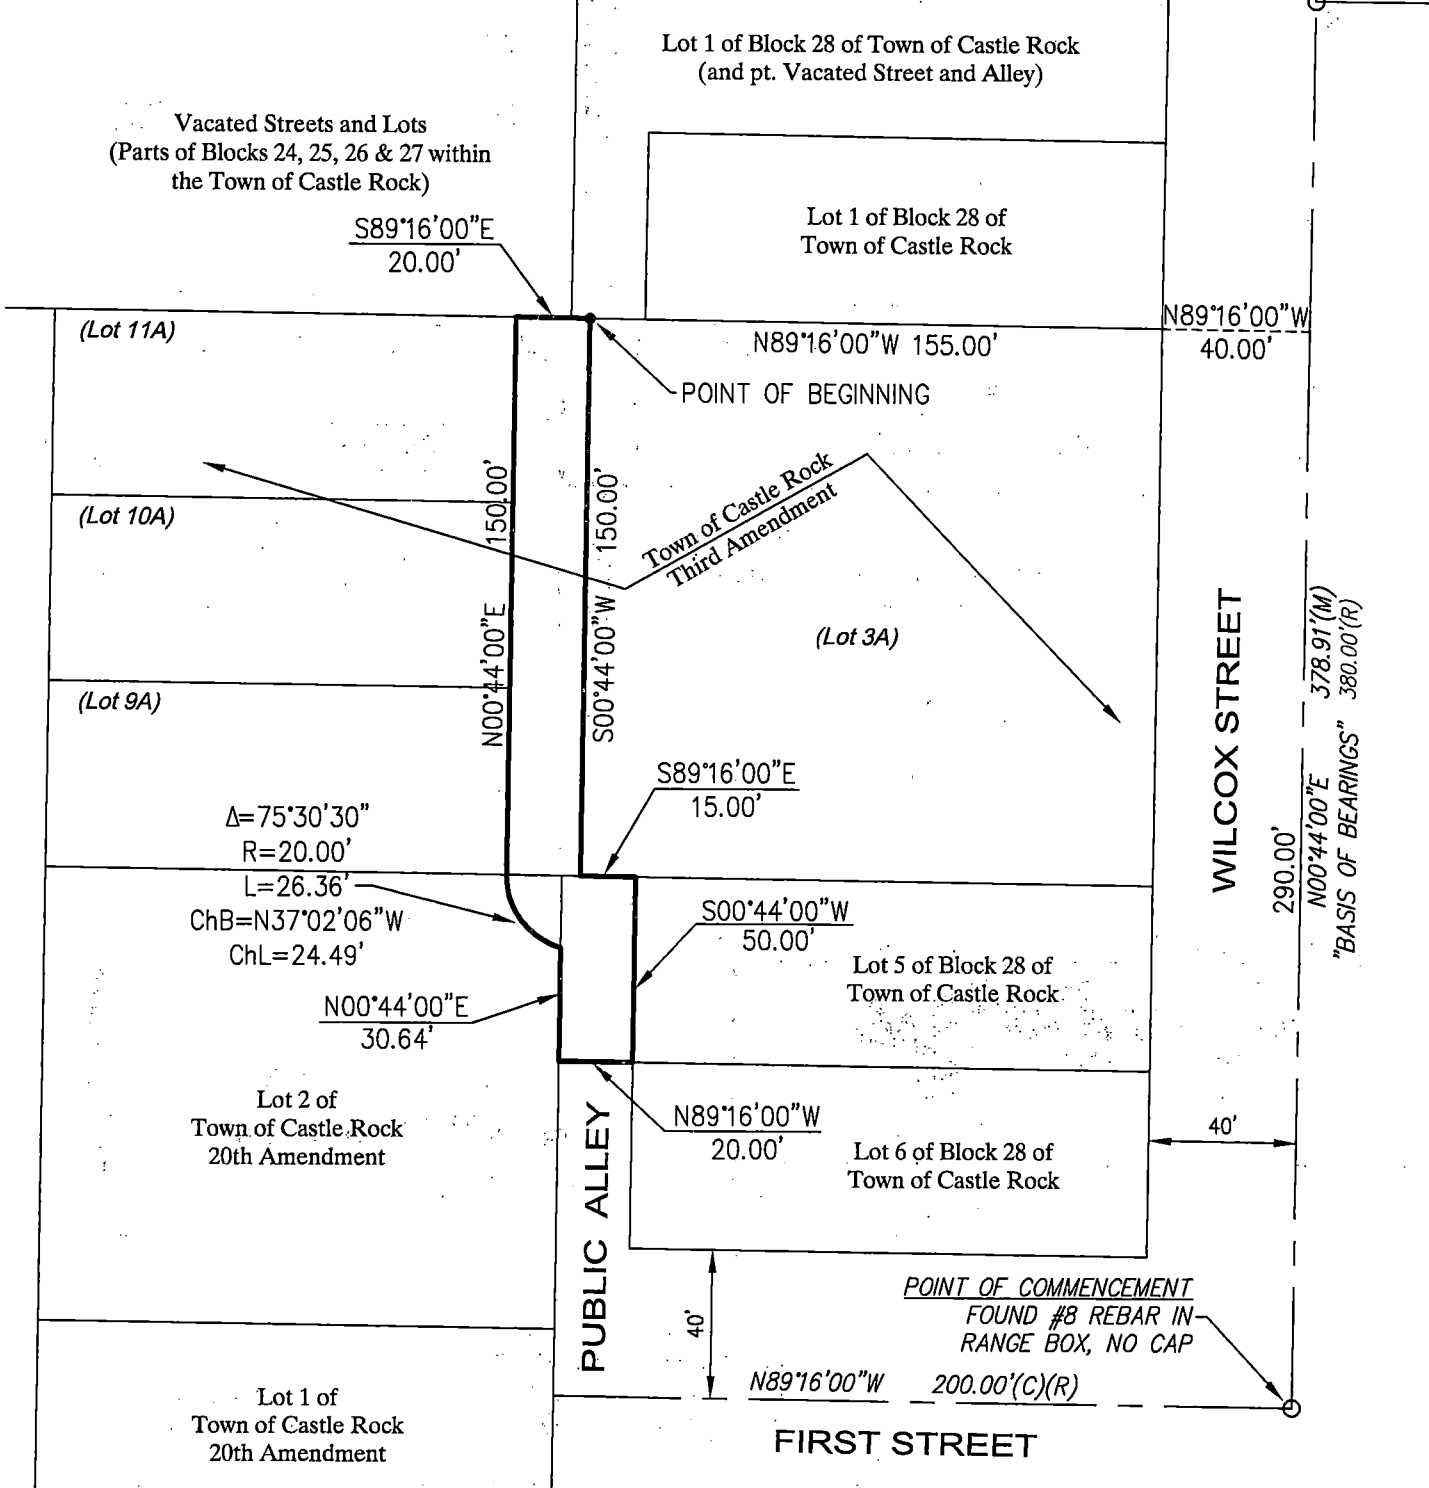 Lot 1 of Block 28 of Town of Castle Rock
(and pt. Vacated Street and Alley)
Vacated Streets and Lots
(Parts of Blocks 24, 25, 26 & 27 within
the Town of Castle Rock)
S89°16'00"E
20.00'
Lot 1 of Block 28 of
Town of Castle Rock
(Lot 11A)
N89°16'00"W 155.00'
N89°16'00"W
40.00'
POINT OF BEGINNING
Town of Castle Rock
Third Amendment
(Lot 10A)
N00°44'00"E 150.00'
S00°44'00"W 150.00'
(Lot 3A)
(Lot 9A)
WILCOX STREET
290.00'
N00°44'00"E 378.91'(M)
"BASIS OF BEARINGS" 380.00'(R)
S89°16'00"E
15.00'
Δ=75°30'30"
R=20.00'
L=26.36'
ChB=N37°02'06"W
ChL=24.49'
S00°44'00"W
50.00'
Lot 5 of Block 28 of
Town of Castle Rock
N00°44'00"E
30.64'
Lot 2 of
Town of Castle Rock
20th Amendment
N89°16'00"W
20.00'
Lot 6 of Block 28 of
Town of Castle Rock
40'
PUBLIC ALLEY
40'
POINT OF COMMENCEMENT
FOUND #8 REBAR IN
RANGE BOX, NO CAP
N89°16'00"W 200.00'(C)(R)
Lot 1 of
Town of Castle Rock
20th Amendment
FIRST STREET